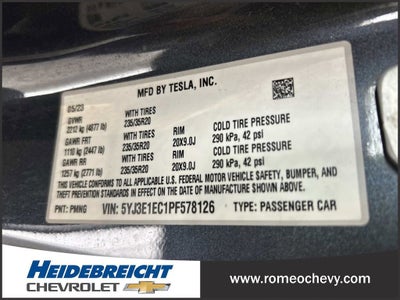 MFD BY TESLA, INC.
05/23
GVWR WITH TIRES RIM COLD TIRE PRESSURE
2212 kg (4877 lb) 235/35R20 20X9.0J 290 kPa, 42 psi
GAWR FRT WITH TIRES RIM COLD TIRE PRESSURE
1110 kg (2447 lb) 235/35R20 20X9.0J 290 kPa, 42 psi
GAWR RR WITH TIRES
1257 kg (2771 lb) 235/35R20
THIS VEHICLE CONFORMS TO ALL APPLICABLE U.S. FEDERAL MOTOR VEHICLE SAFETY, BUMPER, AND
THEFT PREVENTION STANDARDS IN EFFECT ON THE DATE OF MANUFACTURE SHOWN ABOVE.
PNT: PMNG VIN: 5YJ3E1EC1PF578126 TYPE: PASSENGER CAR
HEIDEBREICHT
CHEVROLET
www.romeochevy.com